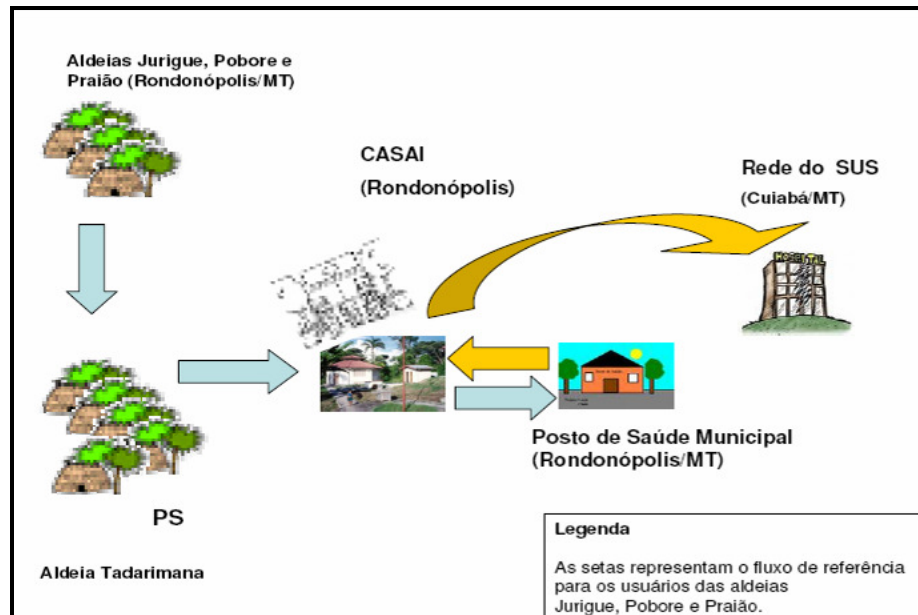 Aldeias Jurigue, Pobore e
Praião (Rondonópolis/MT)
CASAI
(Rondonópolis)
Rede do SUS
(Cuiabá/MT)
HOSPITAL
Posto de Saúde Municipal
(Rondonópolis/MT)
PS
Aldeia Tadarimana
Legenda
As setas representam o fluxo de referência
para os usuários das aldeias
Jurigue, Pobore e Praião.